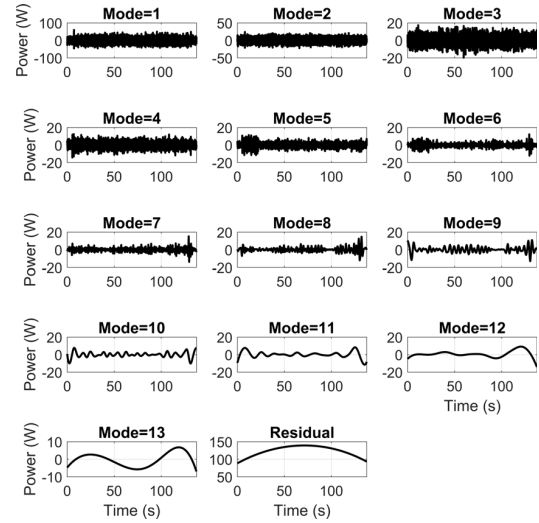 Mode=1 Mode=2 Mode=3
Power (W) 100 0 -100 50 0 -50 20 0 -20
0 50 100 0 50 100 0 50 100
Mode=4 Mode=5 Mode=6
Power (W) 20 0 -20 20 0 -20 20 0 -20
0 50 100 0 50 100 0 50 100
Mode=7 Mode=8 Mode=9
Power (W) 20 0 -20 20 0 -20 20 0 -20
0 50 100 0 50 100 0 50 100
Mode=10 Mode=11 Mode=12
Power (W) 20 0 -20 20 0 -20 20 0 -20
0 50 100 0 50 100 0 50 100
Time (s)
Mode=13 Residual
Power (W) 10 0 -10 150 100 50
0 50 100 0 50 100
Time (s) Time (s)